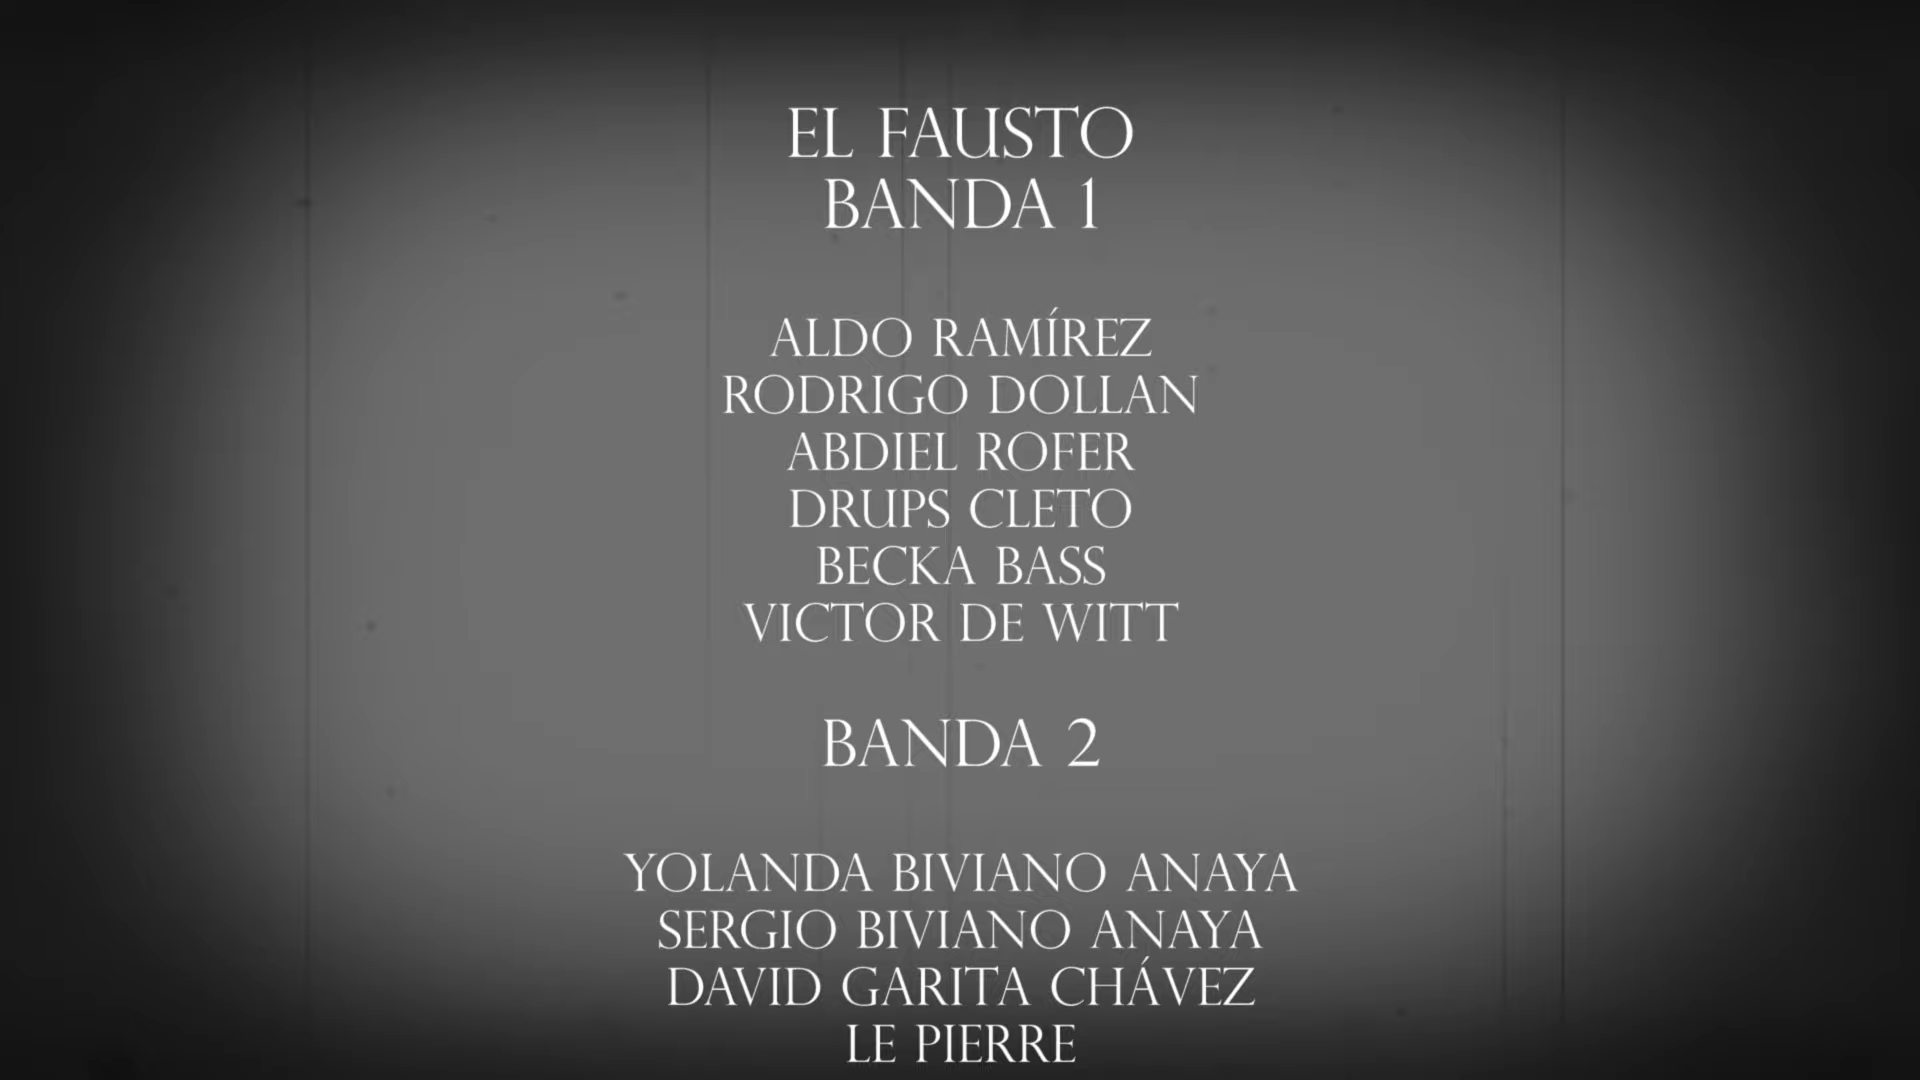 EL FAUSTO
BANDA 1
ALDO RAMÍREZ
RODRIGO DOLLAN
ABDIEL ROFER
DRUPS CLETO
BECKA BASS
VICTOR DE WITT
BANDA 2
YOLANDA BIVIANO ANAYA
SERGIO BIVIANO ANAYA
DAVID GARITA CHÁVEZ
LE PIERRE